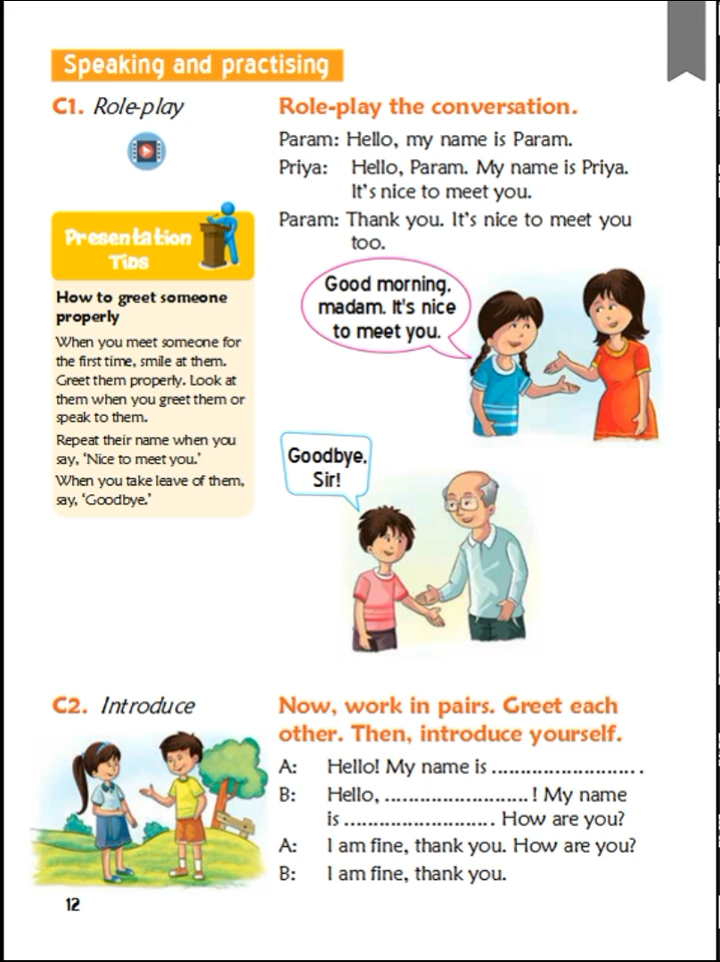 Speaking and practising
C1. Role-play
Role-play the conversation.
Param: Hello, my name is Param.
Priya: Hello, Param. My name is Priya.
It's nice to meet you.
Param: Thank you. It's nice to meet you
too.
Presentation
Tips
How to greet someone
properly
When you meet someone for
the first time, smile at them.
Greet them properly. Look at
them when you greet them or
speak to them.
Repeat their name when you
say, 'Nice to meet you.'
When you take leave of them,
say, 'Goodbye.'
Good morning,
madam. It's nice
to meet you.
Goodbye,
Sir!
C2. Introduce
Now, work in pairs. Greet each
other. Then, introduce yourself.
A: Hello! My name is ..........................
B: Hello, ..........................! My name
is .......................... How are you?
A: I am fine, thank you. How are you?
B: I am fine, thank you.
12